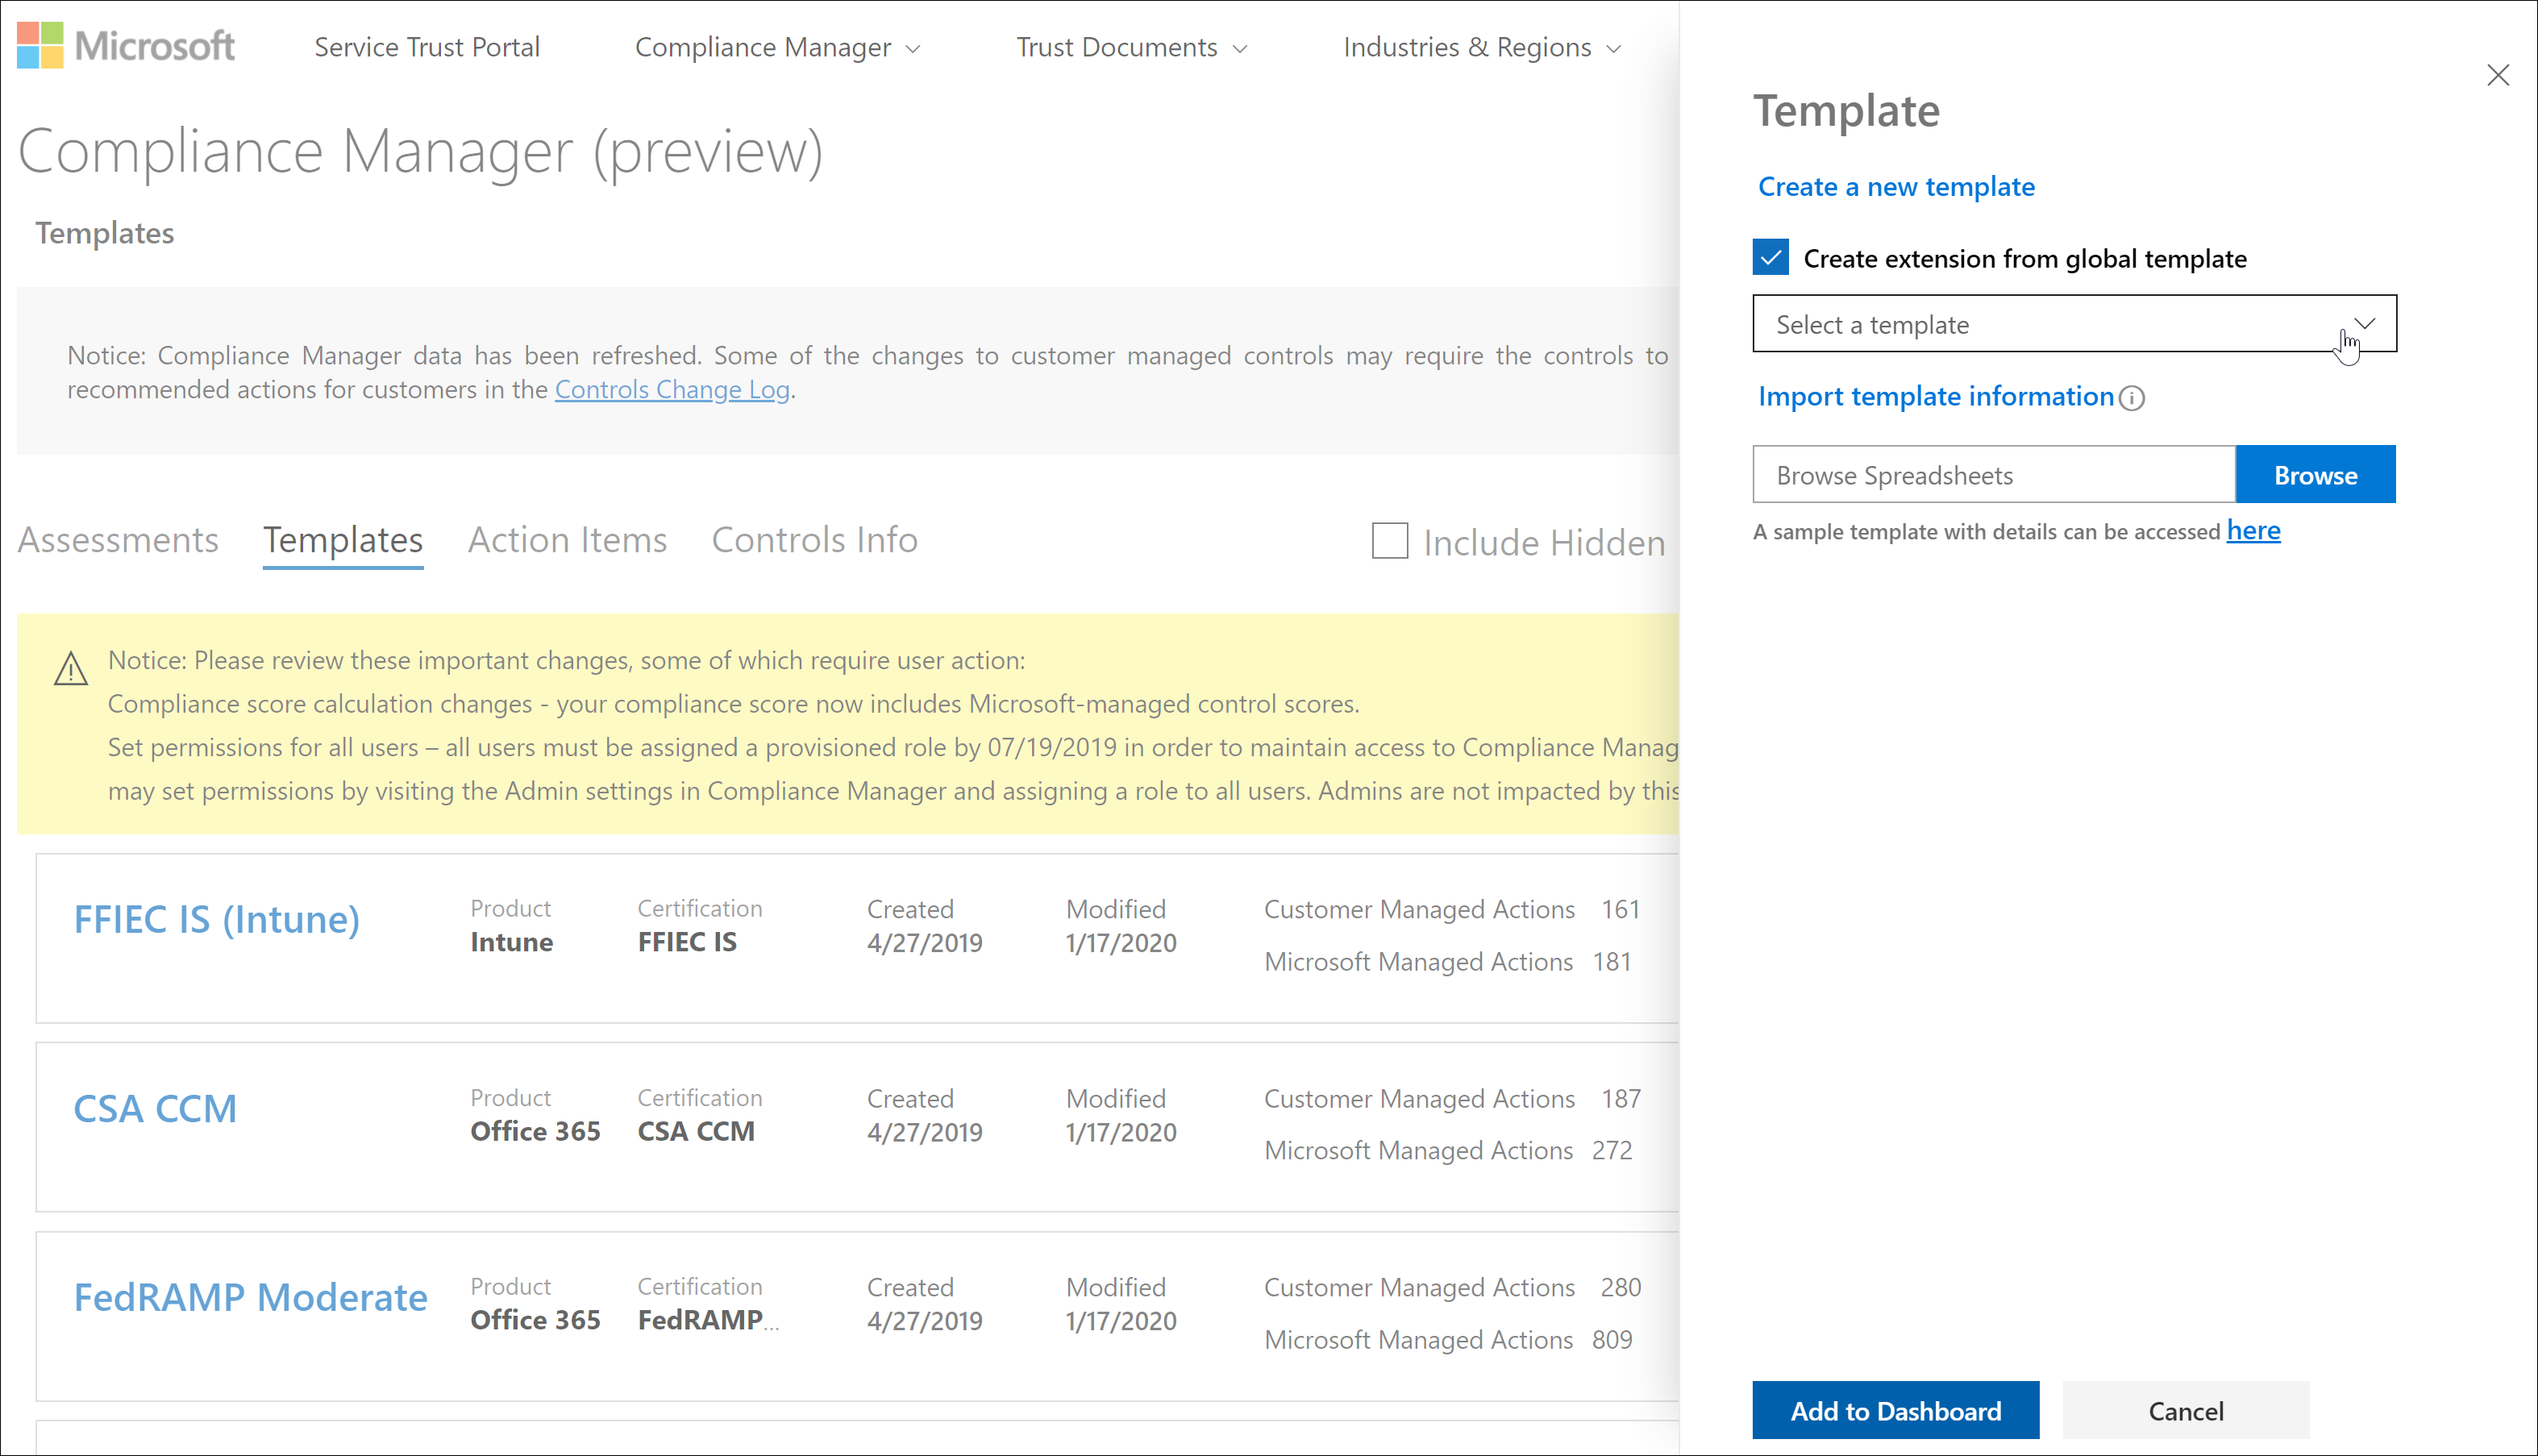 Microsoft
Service Trust Portal
Compliance Manager
Trust Documents
Industries & Regions
Compliance Manager (preview)
Templates
Notice: Compliance Manager data has been refreshed. Some of the changes to customer managed controls may require the controls to
recommended actions for customers in the Controls Change Log.
Assessments
Templates
Action Items
Controls Info
Include Hidden
Notice: Please review these important changes, some of which require user action:
Compliance score calculation changes - your compliance score now includes Microsoft-managed control scores.
Set permissions for all users – all users must be assigned a provisioned role by 07/19/2019 in order to maintain access to Compliance Manag
may set permissions by visiting the Admin settings in Compliance Manager and assigning a role to all users. Admins are not impacted by this
FFIEC IS (Intune)
Product
Intune
Certification
FFIEC IS
Created
4/27/2019
Modified
1/17/2020
Customer Managed Actions 161
Microsoft Managed Actions 181
CSA CCM
Product
Office 365
Certification
CSA CCM
Created
4/27/2019
Modified
1/17/2020
Customer Managed Actions 187
Microsoft Managed Actions 272
FedRAMP Moderate
Product
Office 365
Certification
FedRAMP...
Created
4/27/2019
Modified
1/17/2020
Customer Managed Actions 280
Microsoft Managed Actions 809
Template
Create a new template
Create extension from global template
Select a template
Import template information
Browse Spreadsheets
Browse
A sample template with details can be accessed here
Add to Dashboard
Cancel